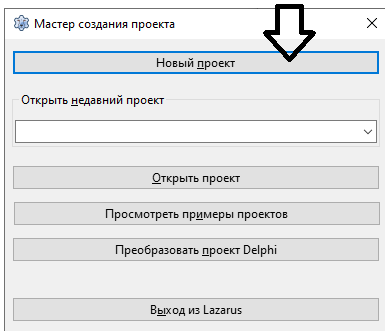 Мастер создания проекта
Новый проект
Открыть недавний проект
Открыть проект
Просмотреть примеры проектов
Преобразовать проект Delphi
Выход из Lazarus